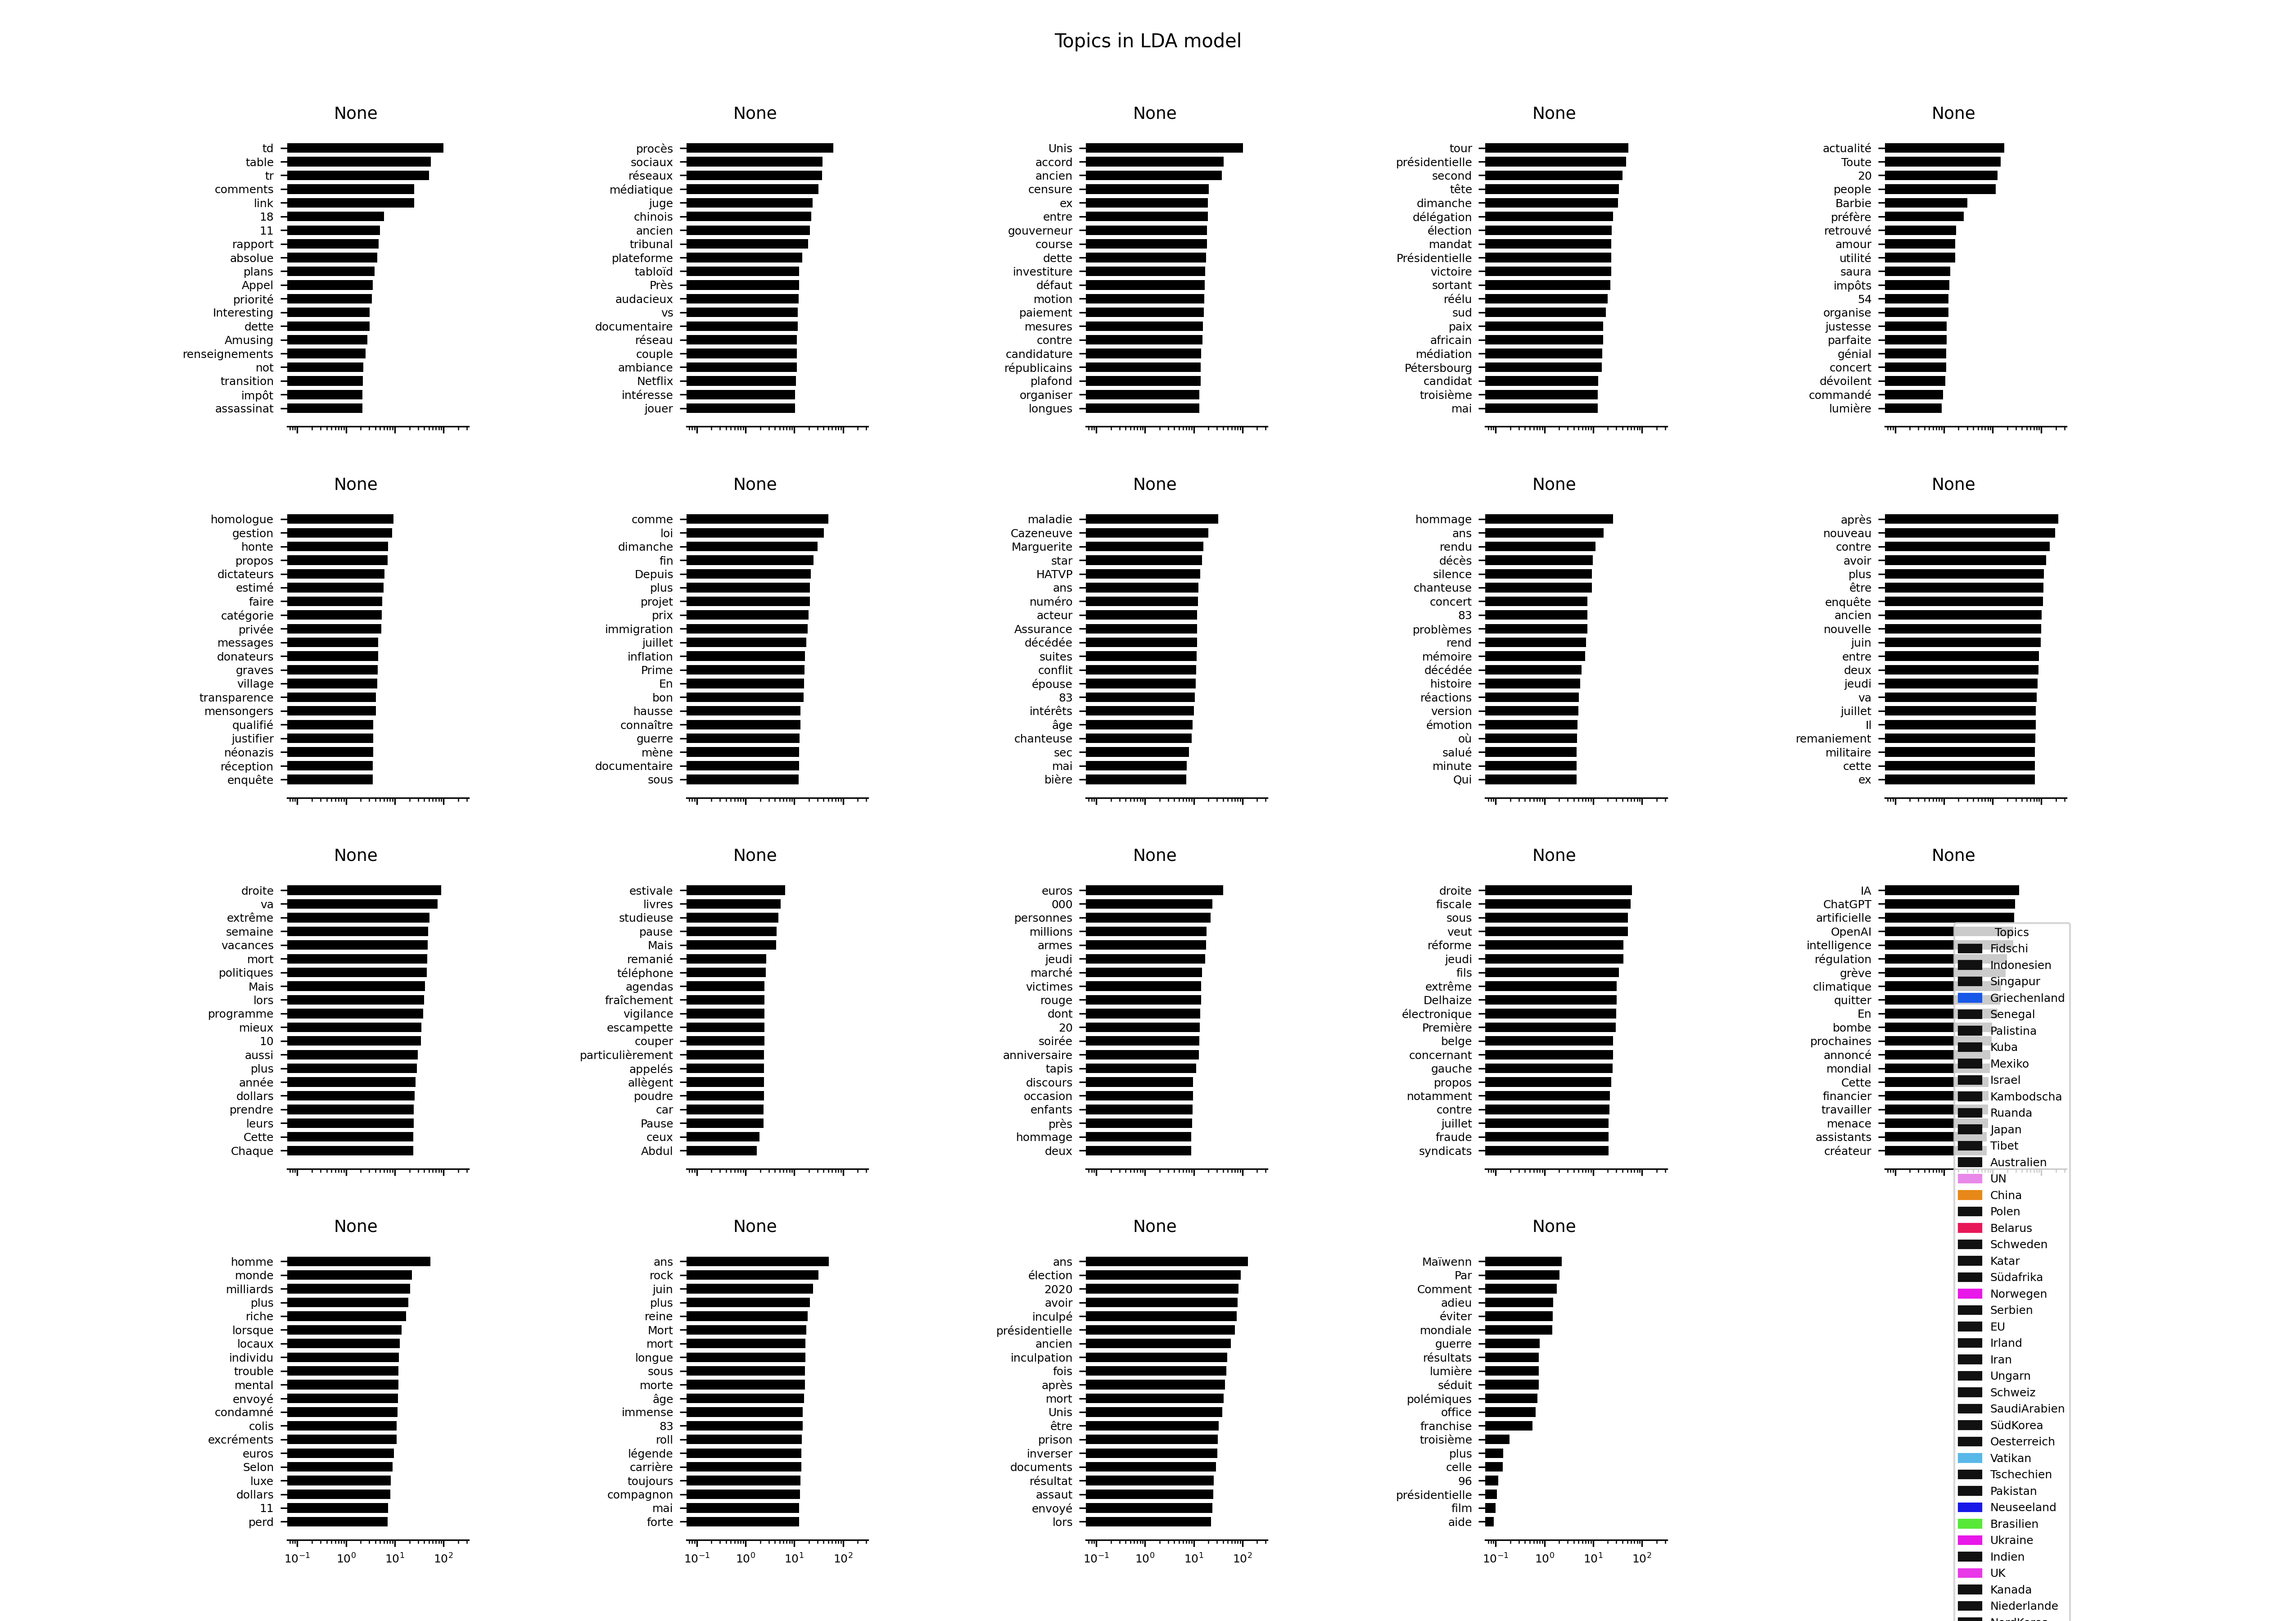 Topics in LDA model
None
td
table
tr
comments
link
18
11
rapport
absolue
plans
Appel
priorité
Interesting
dette
Amusing
renseignements
not
transition
impôt
assassinat
None
procès
sociaux
réseaux
médiatique
juge
chinois
ancien
tribunal
plateforme
tabloïd
Près
audacieux
vs
documentaire
réseau
couple
ambiance
Netflix
intéresse
jouer
None
Unis
accord
ancien
censure
ex
entre
gouverneur
course
dette
investiture
défaut
motion
paiement
mesures
contre
candidature
républicains
plafond
organiser
longues
None
tour
présidentielle
second
tête
dimanche
délégation
élection
mandat
Présidentielle
victoire
sortant
réélu
sud
paix
africain
médiation
Pétersbourg
candidat
troisième
mai
None
actualité
Toute
20
people
Barbie
préfère
retrouvé
amour
utilité
saura
impôts
54
organise
justesse
parfaite
génial
concert
dévoilent
commandé
lumière
None
homologue
gestion
honte
propos
dictateurs
estimé
faire
catégorie
privée
messages
donateurs
graves
village
transparence
mensongers
qualifié
justifier
néonazis
réception
enquête
None
comme
loi
dimanche
fin
Depuis
plus
projet
prix
immigration
juillet
inflation
Prime
En
bon
hausse
connaître
guerre
mène
documentaire
sous
None
maladie
Cazeneuve
Marguerite
star
HATVP
ans
numéro
acteur
Assurance
décédée
suites
conflit
épouse
83
intérêts
âge
chanteuse
sec
mai
bière
None
hommage
ans
rendu
décès
silence
chanteuse
concert
83
problèmes
rend
mémoire
décédée
histoire
réactions
version
émotion
où
salué
minute
Qui
None
après
nouveau
contre
avoir
plus
être
enquête
ancien
nouvelle
juin
entre
deux
jeudi
va
juillet
Il
remaniement
militaire
cette
ex
None
droite
va
extrême
semaine
vacances
mort
politiques
Mais
lors
programme
mieux
10
aussi
plus
année
dollars
prendre
leurs
Cette
Chaque
None
estivale
livres
studieuse
pause
Mais
remanié
téléphone
agendas
fraîchement
vigilance
escampette
couper
particulièrement
appelés
allègent
poudre
car
Pause
ceux
Abdul
None
euros
000
personnes
millions
armes
jeudi
marché
victimes
rouge
dont
20
soirée
anniversaire
tapis
discours
occasion
enfants
près
hommage
deux
None
droite
fiscale
sous
veut
réforme
jeudi
fils
extrême
Delhaize
électronique
Première
belge
concernant
gauche
propos
notamment
contre
juillet
fraude
syndicats
None
IA
ChatGPT
artificielle
OpenAI
intelligence
régulation
grève
climatique
quitter
En
bombe
prochaines
annoncé
mondial
Cette
financier
travailler
menace
assistants
créateur
None
homme
monde
milliards
plus
riche
lorsque
locaux
individu
trouble
mental
envoyé
condamné
colis
excréments
euros
Selon
luxe
dollars
11
perd
10⁻¹ 10⁰ 10¹ 10²
None
ans
rock
juin
plus
reine
Mort
mort
longue
sous
morte
âge
immense
83
roll
légende
carrière
toujours
compagnon
mai
forte
10⁻¹ 10⁰ 10¹ 10²
None
ans
élection
2020
avoir
inculpé
présidentielle
ancien
inculpation
fois
après
mort
Unis
être
prison
inverser
documents
résultat
assaut
envoyé
lors
10⁻¹ 10⁰ 10¹ 10²
None
Maïwenn
Par
Comment
adieu
éviter
mondiale
guerre
résultats
lumière
séduit
polémiques
office
franchise
troisième
plus
celle
96
présidentielle
film
aide
10⁻¹ 10⁰ 10¹ 10²
Topics
Fidschi
Indonesien
Singapur
Griechenland
Senegal
Palistina
Kuba
Mexiko
Israel
Kambodscha
Ruanda
Japan
Tibet
Australien
UN
China
Polen
Belarus
Schweden
Katar
Südafrika
Norwegen
Serbien
EU
Irland
Iran
Ungarn
Schweiz
SaudiArabien
SüdKorea
Oesterreich
Vatikan
Tschechien
Pakistan
Neuseeland
Brasilien
Ukraine
Indien
UK
Kanada
Niederlande